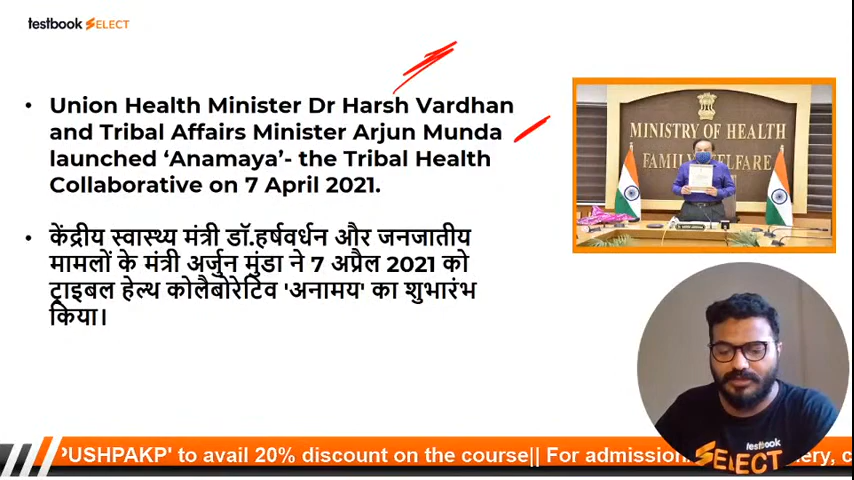 testbook SELECT
Union Health Minister Dr Harsh Vardhan
and Tribal Affairs Minister Arjun Munda
launched ‘Anamaya’- the Tribal Health
Collaborative on 7 April 2021.
केंद्रीय स्वास्थ्य मंत्री डॉ.हर्षवर्धन और जनजातीय
मामलों के मंत्री अर्जुन मुंडा ने 7 अप्रैल 2021 को
ट्राइबल हेल्थ कोलैबोरेटिव 'अनामय' का शुभारंभ
किया।
MINISTRY OF HEALTH
FAMILY WELFARE
testbook
SELECT
PUSHPAKP' to avail 20% discount on the course|| For admission